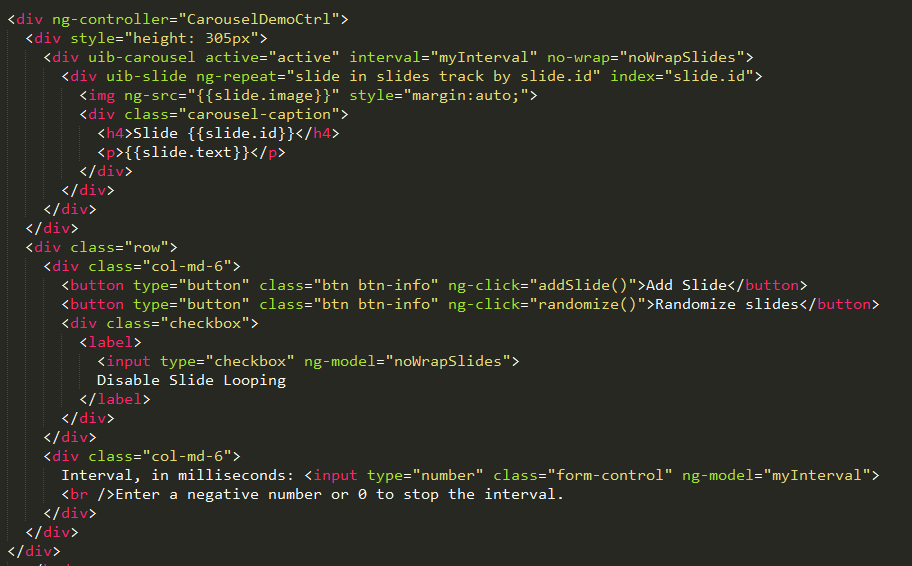 <div ng-controller="CarouselDemoCtrl">
<div style="height: 305px">
<div uib-carousel active="active" interval="myInterval" no-wrap="noWrapSlides">
<div uib-slide ng-repeat="slide in slides track by slide.id" index="slide.id">
<img ng-src="{{slide.image}}" style="margin:auto;">
<div class="carousel-caption">
<h4>Slide {{slide.id}}</h4>
<p>{{slide.text}}</p>
</div>
</div>
</div>
</div>
<div class="row">
<div class="col-md-6">
<button type="button" class="btn btn-info" ng-click="addSlide()">Add Slide</button>
<button type="button" class="btn btn-info" ng-click="randomize()">Randomize slides</button>
<div class="checkbox">
<label>
<input type="checkbox" ng-model="noWrapSlides">
Disable Slide Looping
</label>
</div>
</div>
<div class="col-md-6">
Interval, in milliseconds: <input type="number" class="form-control" ng-model="myInterval">
<br />Enter a negative number or 0 to stop the interval.
</div>
</div>
</div>